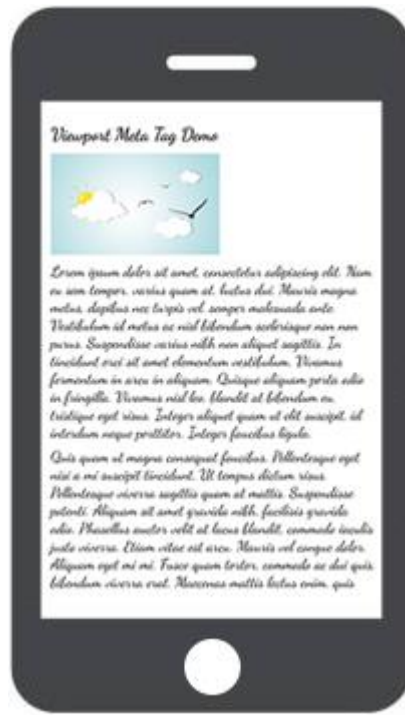 Viewport Meta Tag Demo
Lorem ipsum dolor sit amet, consectetur adipiscing elit. Nam
eu sem tempor, varius quam at, luctus dui. Mauris magna
metus, dapibus nec turpis vel, semper malesuada ante.
Vestibulum id metus ac nisl bibendum scelerisque non non
purus. Suspendisse varius nibh non aliquet sagittis. In
tincidunt orci sit amet elementum vestibulum. Vivamus
fermentum in arcu in aliquam. Quisque aliquam porta odio
in fringilla. Vivamus nisl leo, blandit at bibendum eu,
tristique eget risus. Integer aliquet quam ut elit suscipit, id
interdum neque porttitor. Integer faucibus ligula.
Quis quam ut magna consequat faucibus. Pellentesque eget
nisi a mi suscipit tincidunt. Ut tempus dictum risus.
Pellentesque viverra sagittis quam at mattis. Suspendisse
potenti. Aliquam sit amet gravida nibh, facilisis gravida
odio. Phasellus auctor velit at lacus blandit, commodo iaculis
justo viverra. Etiam vitae est arcu. Mauris vel congue dolor.
Aliquam eget mi mi. Fusce quam tortor, commodo ac dui quis,
bibendum viverra erat. Maecenas mattis lectus enim, quis